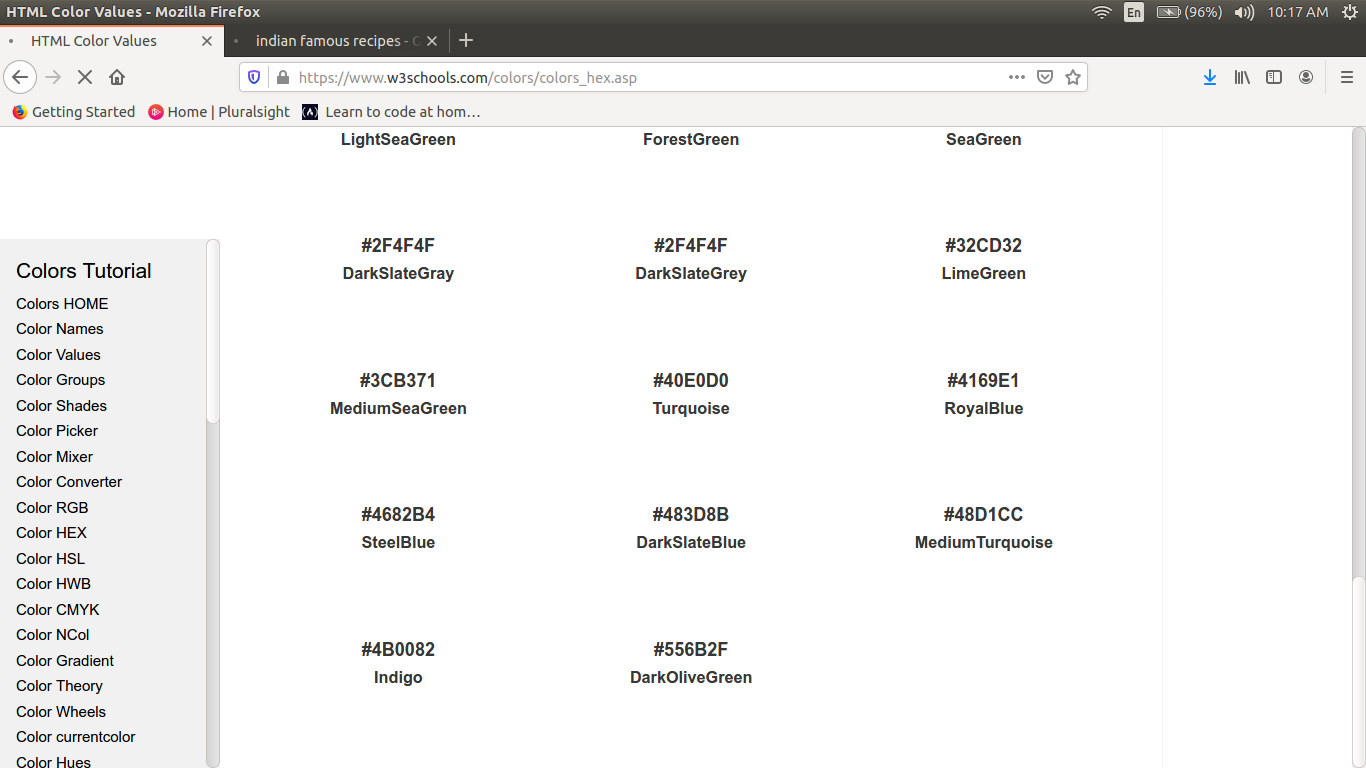 HTML Color Values - Mozilla Firefox
En
(96%)
10:17 AM
HTML Color Values
indian famous recipes -
https://www.w3schools.com/colors/colors_hex.asp
Getting Started
Home | Pluralsight
Learn to code at hom…
LightSeaGreen
ForestGreen
SeaGreen
#2F4F4F
DarkSlateGray
#2F4F4F
DarkSlateGrey
#32CD32
LimeGreen
#3CB371
MediumSeaGreen
#40E0D0
Turquoise
#4169E1
RoyalBlue
#4682B4
SteelBlue
#483D8B
DarkSlateBlue
#48D1CC
MediumTurquoise
#4B0082
Indigo
#556B2F
DarkOliveGreen
Colors Tutorial
Colors HOME
Color Names
Color Values
Color Groups
Color Shades
Color Picker
Color Mixer
Color Converter
Color RGB
Color HEX
Color HSL
Color HWB
Color CMYK
Color NCol
Color Gradient
Color Theory
Color Wheels
Color currentcolor
Color Hues